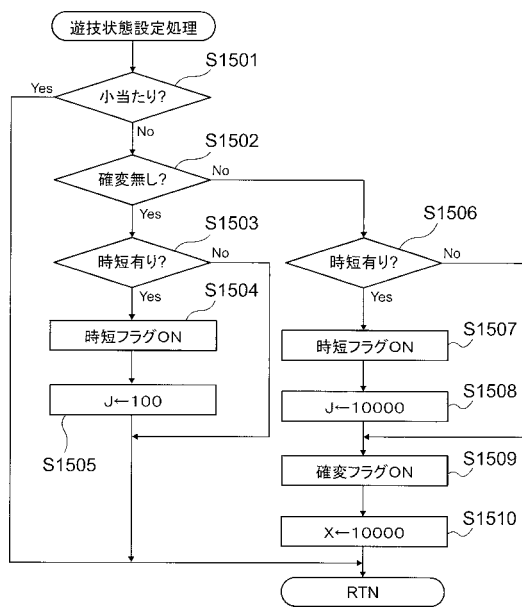 遊技状態設定処理
S1501
小当たり?
Yes
No
S1502
確変無し?
No
Yes
S1503
時短有り?
No
Yes
S1504
時短フラグON
J←100
S1505
S1506
時短有り?
No
Yes
S1507
時短フラグON
S1508
J←10000
S1509
確変フラグON
S1510
X←10000
RTN